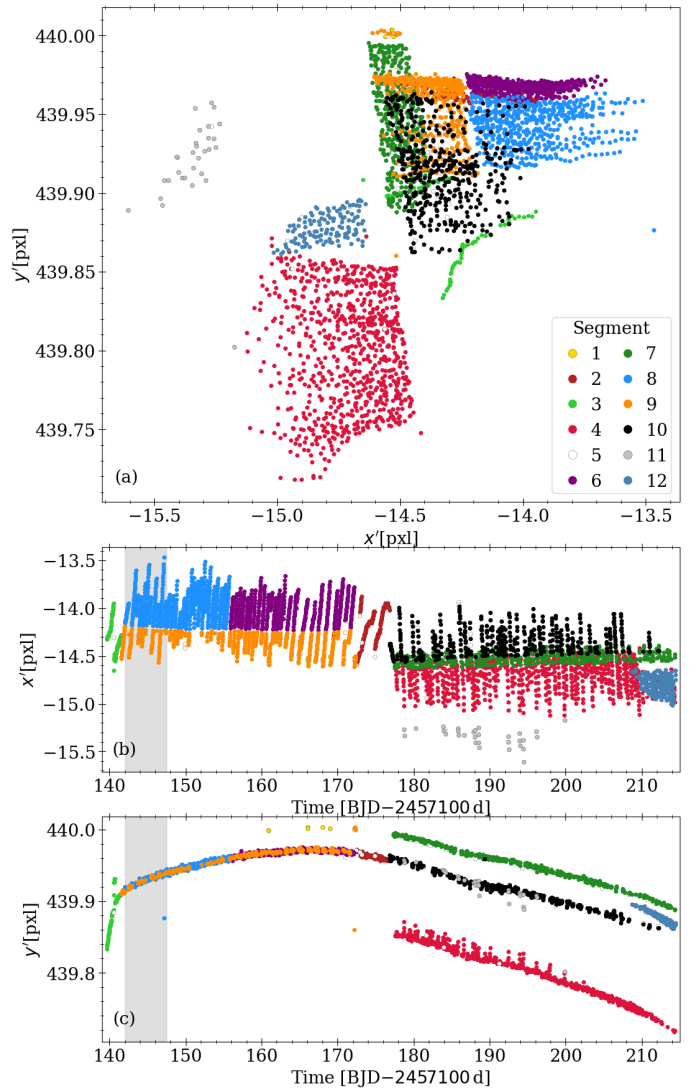 440.00
439.95
439.90
439.85
439.80
439.75
y′[pxl]
(a)
Segment
1 7
2 8
3 9
4 10
5 11
6 12
−15.5 −15.0 −14.5 −14.0 −13.5
x′[pxl]
−13.5
−14.0
−14.5
−15.0
−15.5
x′[pxl]
(b)
140 150 160 170 180 190 200 210
Time [BJD−2457100 d]
440.0
439.9
439.8
y′[pxl]
(c)
140 150 160 170 180 190 200 210
Time [BJD−2457100 d]